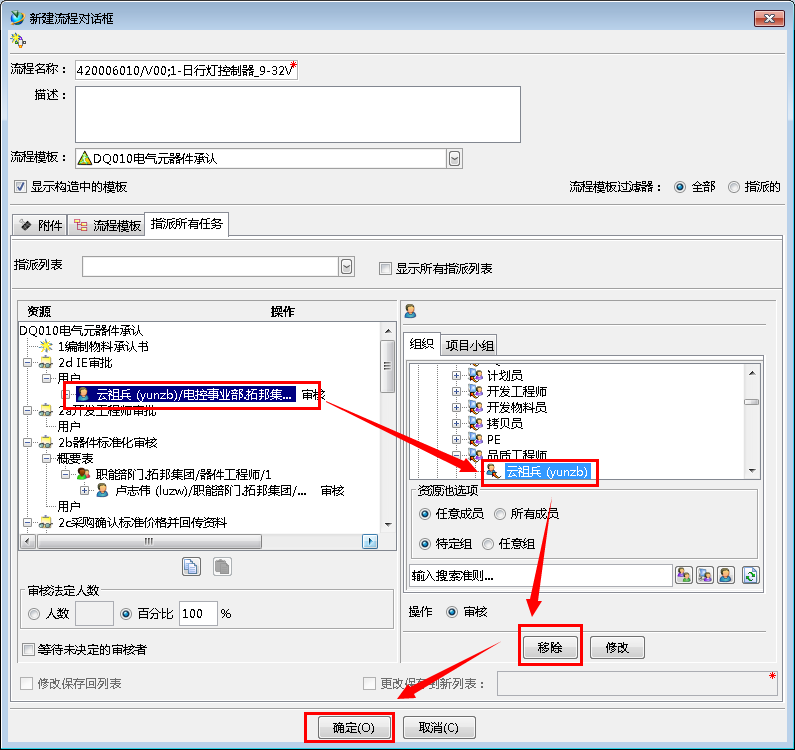 新建流程对话框
流程名称：
420006010/V00;1-日行灯控制器_9-32V*
描述：
流程模板：
DQ010电气元器件承认
显示构造中的模板
流程模板过滤器：
全部
指派的
附件
流程模板
指派所有任务
指派列表
显示所有指派列表
资源
操作
DQ010电气元器件承认
1编制物料承认书
2d IE审批
用户
云祖兵 (yunzb)/电控事业部.拓邦集...
审核
2a开发工程师审批
用户
2b器件标准化审核
概要表
职能部门.拓邦集团/器件工程师/1
卢志伟 (luzw)/职能部门.拓邦集团/...
审核
用户
2c采购确认标准价格并回传资料
审核法定人数
人数
百分比
100
%
等待未决定的审核者
组织
项目小组
计划员
开发工程师
开发物料员
拷贝员
PE
品质工程师
云祖兵 (yunzb)
资源池选项
任意成员
所有成员
特定组
任意组
输入搜索准则...
操作
审核
移除
修改
修改保存回列表
更改保存到新列表：
*
确定(O)
取消(C)